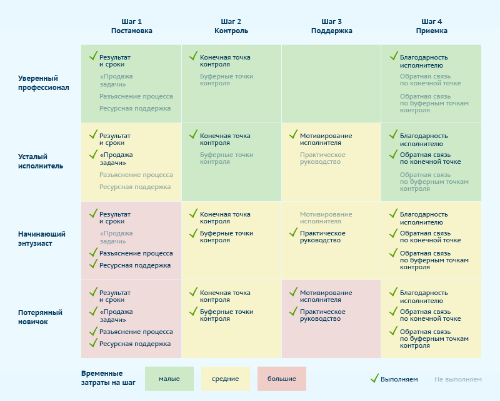 Шаг 1
Постановка
Шаг 2
Контроль
Шаг 3
Поддержка
Шаг 4
Приемка
Уверенный
профессионал
Результат
и сроки
«Продажа
задачи»
Разъяснение процесса
Ресурсная поддержка
Конечная точка
контроля
Буферные точки
контроля
Благодарность
исполнителю
Обратная связь
по конечной точке
Обратная связь
по буферным точкам
контроля
Усталый
исполнитель
Результат
и сроки
«Продажа
задачи»
Разъяснение процесса
Ресурсная поддержка
Конечная точка
контроля
Буферные точки
контроля
Мотивирование
исполнителя
Практическое
руководство
Благодарность
исполнителю
Обратная связь
по конечной точке
Обратная связь
по буферным точкам
контроля
Начинающий
энтузиаст
Результат
и сроки
«Продажа
задачи»
Разъяснение процесса
Ресурсная поддержка
Конечная точка
контроля
Буферные точки
контроля
Мотивирование
исполнителя
Практическое
руководство
Благодарность
исполнителю
Обратная связь
по конечной точке
Обратная связь
по буферным точкам
контроля
Потерянный
новичок
Результат
и сроки
«Продажа
задачи»
Разъяснение процесса
Ресурсная поддержка
Конечная точка
контроля
Буферные точки
контроля
Мотивирование
исполнителя
Практическое
руководство
Благодарность
исполнителю
Обратная связь
по конечной точке
Обратная связь
по буферным точкам
контроля
Временные
затраты на шаг
малые
средние
большие
Выполняем
Не выполняем